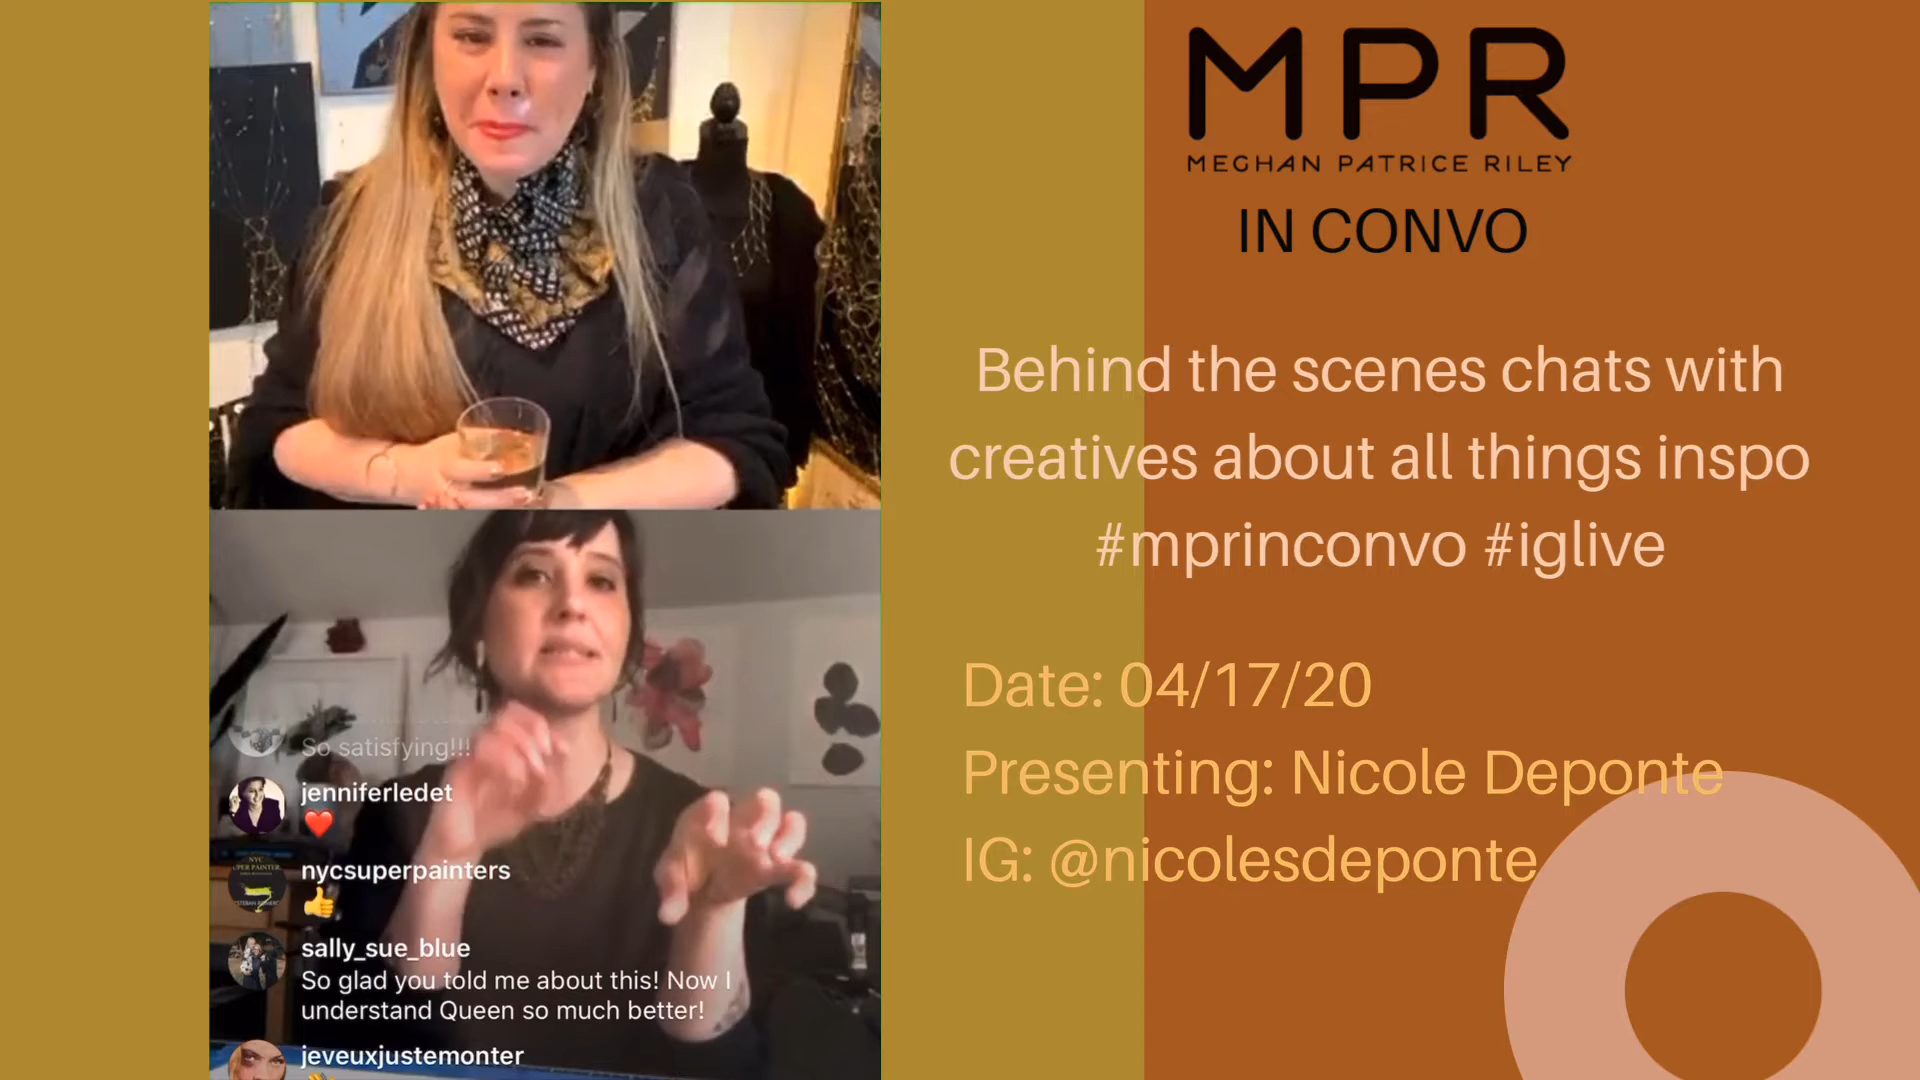 MPR
MEGHAN PATRICE RILEY
IN CONVO
Behind the scenes chats with
creatives about all things inspo
#mprinconvo #iglive
Date: 04/17/20
Presenting: Nicole Deponte
IG: @nicolesdeponte
So satisfying!!!
jenniferledet
❤️
nycsuperpainters
👍
sally_sue_blue
So glad you told me about this! Now I
understand Queen so much better!
jeveuxjustemonter